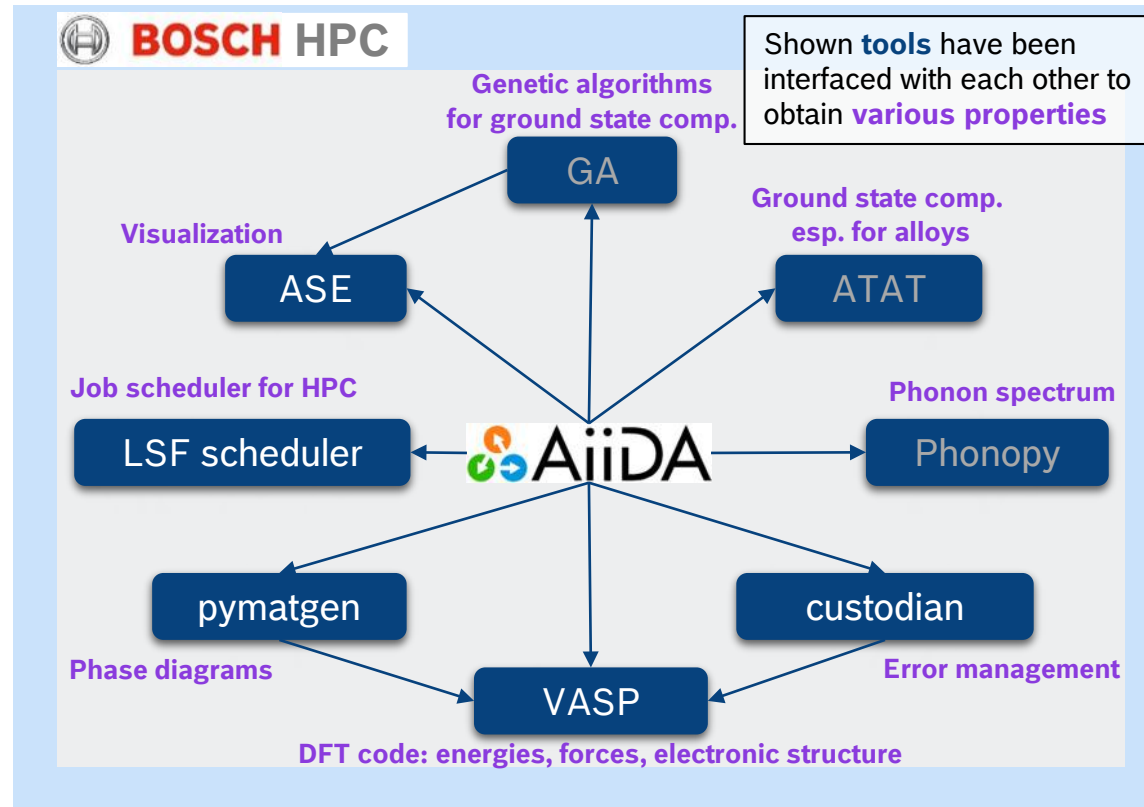 BOSCH HPC
Shown tools have been
interfaced with each other to
obtain various properties
Genetic algorithms
for ground state comp.
GA
Ground state comp.
esp. for alloys
Visualization
ASE
ATAT
Job scheduler for HPC
Phonon spectrum
LSF scheduler
AiiDA
Phonopy
pymatgen
custodian
Phase diagrams
Error management
VASP
DFT code: energies, forces, electronic structure